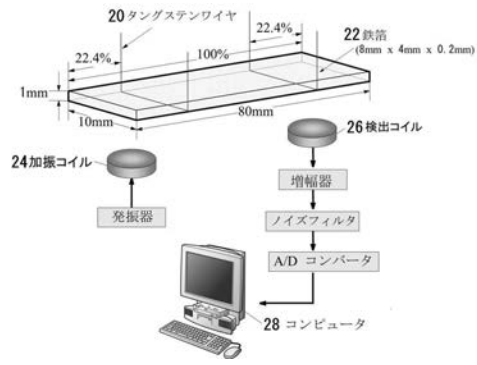 20 タングステンワイヤ
22 鉄箔
(8mm x 4mm x 0.2mm)
22.4%
22.4%
100%
1mm
10mm
80mm
24 加振コイル
26 検出コイル
発振器
増幅器
ノイズフィルタ
A/D コンバータ
28 コンピュータ